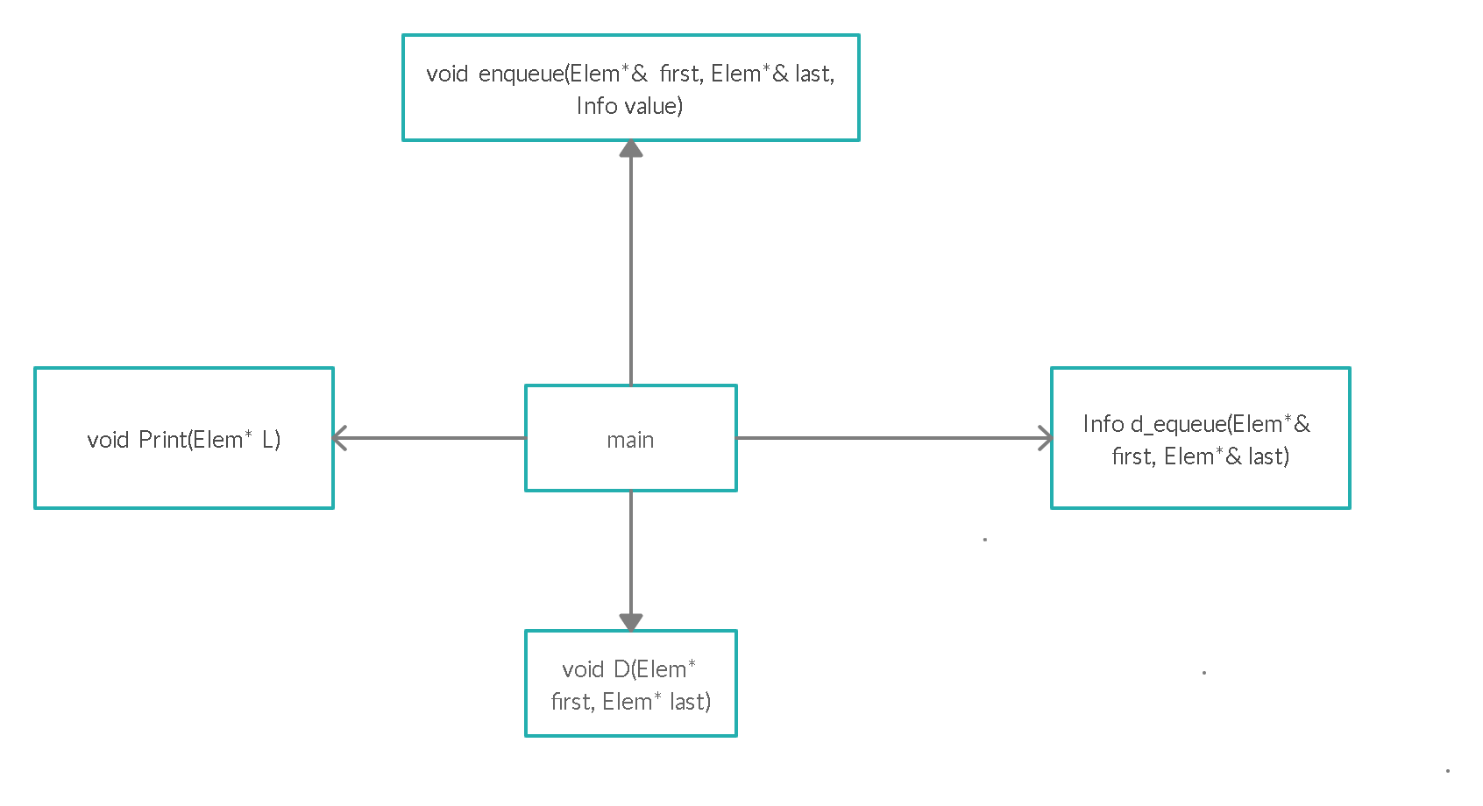 void enqueue(Elem*& first, Elem*& last,
Info value)
void Print(Elem* L)
main
Info d_equeue(Elem*&
first, Elem*& last)
void D(Elem*
first, Elem* last)